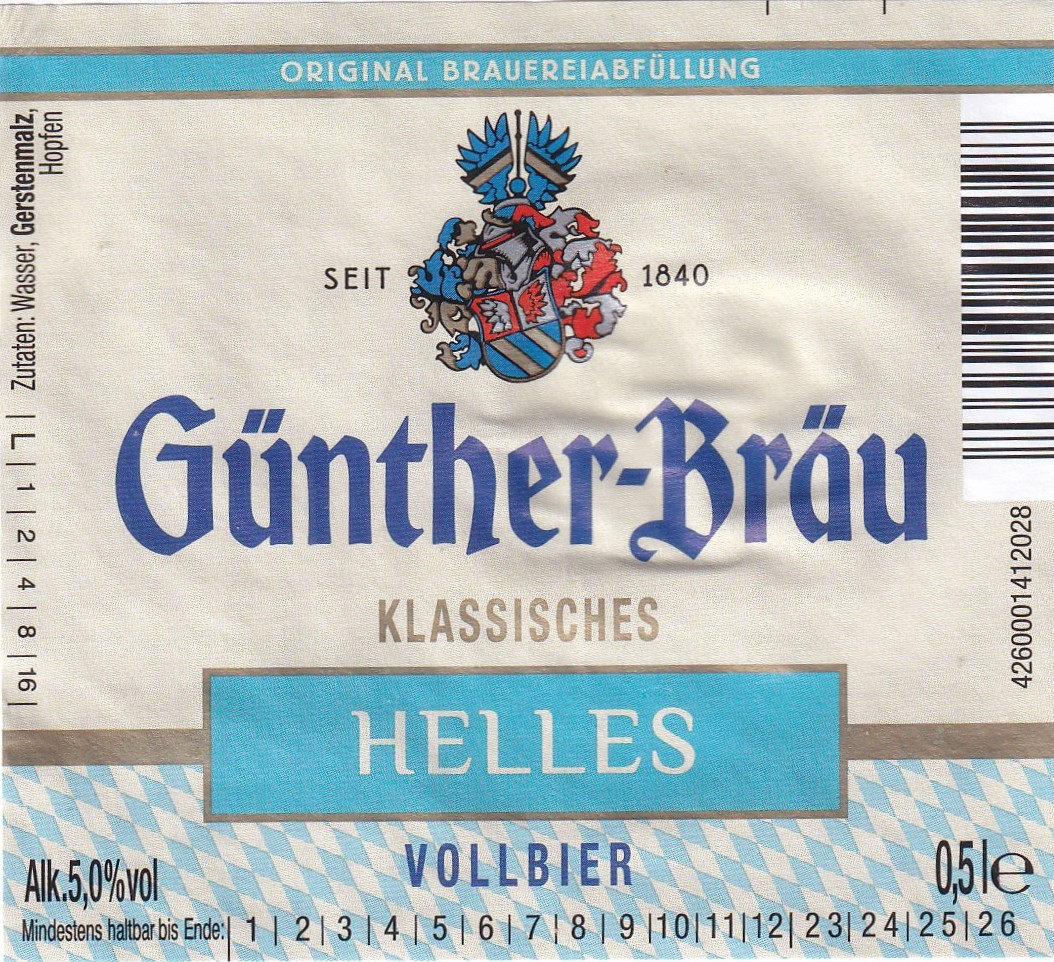 ORIGINAL BRAUEREIABFÜLLUNG
Zutaten: Wasser, Gerstenmalz,
Hopfen
| L | 1 | 2 | 4 | 8 | 16 |
SEIT 1840
Günther-Bräu
KLASSISCHES
HELLES
VOLLBIER
Alk.5,0%vol
0,5 l e
Mindestens haltbar bis Ende:| 1 | 2 | 3 | 4 | 5 | 6 | 7 | 8 | 9 |10|11|12| 23| 24| 25| 26
4260001412028